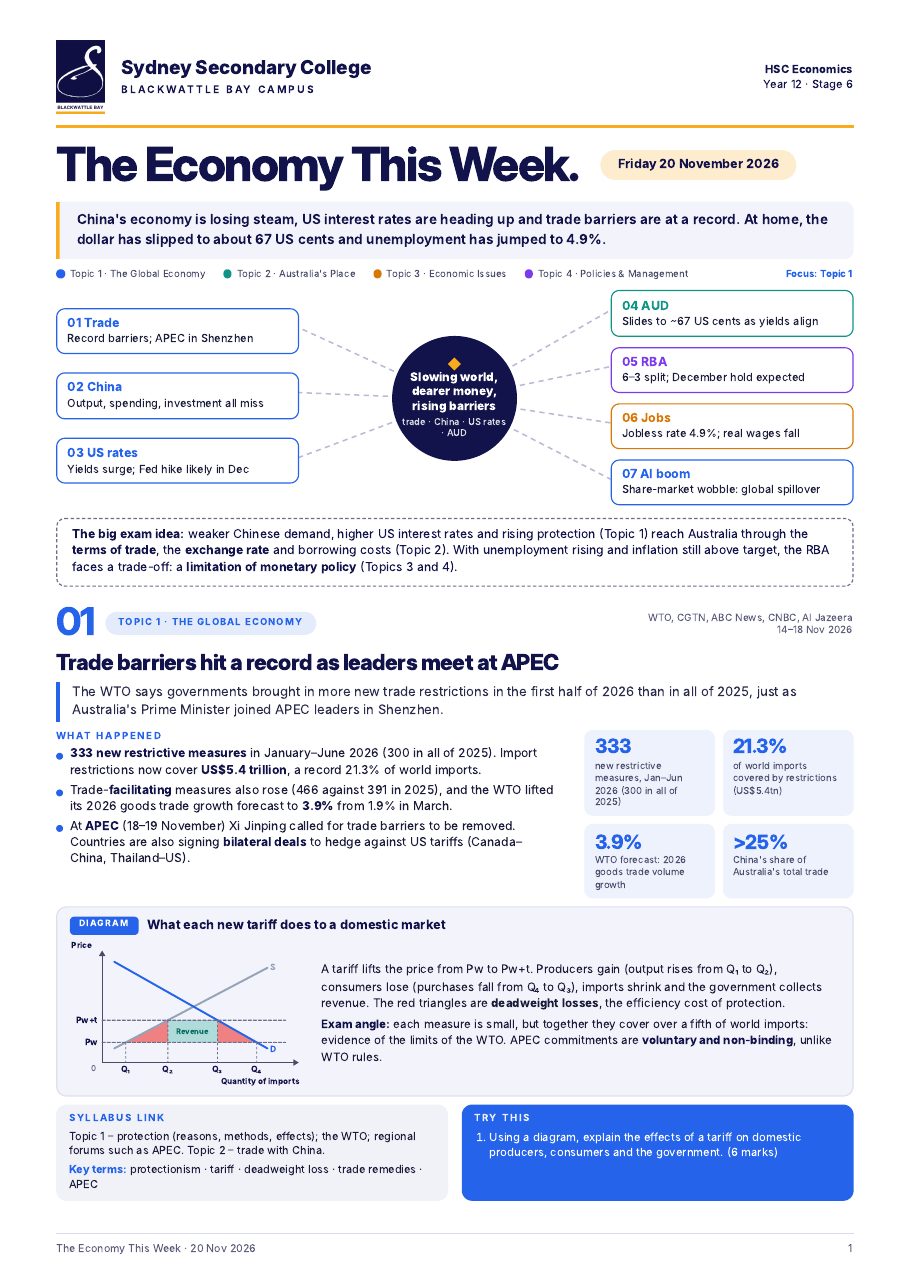 BLACKWATTLE BAY
Sydney Secondary College
BLACKWATTLE BAY CAMPUS
HSC Economics
Year 12 · Stage 6
The Economy This Week.
Friday 20 November 2026
China's economy is losing steam, US interest rates are heading up and trade barriers are at a record. At home, the
dollar has slipped to about 67 US cents and unemployment has jumped to 4.9%.
Topic 1 · The Global Economy
Topic 2 · Australia's Place
Topic 3 · Economic Issues
Topic 4 · Policies & Management
Focus: Topic 1
01 Trade
Record barriers; APEC in Shenzhen
02 China
Output, spending, investment all miss
03 US rates
Yields surge; Fed hike likely in Dec
Slowing world,
dearer money,
rising barriers
trade · China · US rates
· AUD
04 AUD
Slides to ~67 US cents as yields align
05 RBA
6–3 split; December hold expected
06 Jobs
Jobless rate 4.9%; real wages fall
07 AI boom
Share-market wobble: global spillover
The big exam idea: weaker Chinese demand, higher US interest rates and rising protection (Topic 1) reach Australia through the
terms of trade, the exchange rate and borrowing costs (Topic 2). With unemployment rising and inflation still above target, the RBA
faces a trade-off: a limitation of monetary policy (Topics 3 and 4).
01
TOPIC 1 · THE GLOBAL ECONOMY
WTO, CGTN, ABC News, CNBC, Al Jazeera
14–18 Nov 2026
Trade barriers hit a record as leaders meet at APEC
The WTO says governments brought in more new trade restrictions in the first half of 2026 than in all of 2025, just as
Australia's Prime Minister joined APEC leaders in Shenzhen.
WHAT HAPPENED
333 new restrictive measures in January–June 2026 (300 in all of 2025). Import
restrictions now cover US$5.4 trillion, a record 21.3% of world imports.
Trade-facilitating measures also rose (466 against 391 in 2025), and the WTO lifted
its 2026 goods trade growth forecast to 3.9% from 1.9% in March.
At APEC (18–19 November) Xi Jinping called for trade barriers to be removed.
Countries are also signing bilateral deals to hedge against US tariffs (Canada–
China, Thailand–US).
333
new restrictive
measures, Jan–Jun
2026 (300 in all of
2025)
21.3%
of world imports
covered by restrictions
(US$5.4tn)
3.9%
WTO forecast: 2026
goods trade volume
growth
>25%
China's share of
Australia's total trade
DIAGRAM
What each new tariff does to a domestic market
Price
S
Pw+t
Revenue
Pw
D
0
Q₁
Q₂
Q₃
Q₄
Quantity of imports
A tariff lifts the price from Pw to Pw+t. Producers gain (output rises from Q₁ to Q₂),
consumers lose (purchases fall from Q₄ to Q₃), imports shrink and the government collects
revenue. The red triangles are deadweight losses, the efficiency cost of protection.
Exam angle: each measure is small, but together they cover over a fifth of world imports:
evidence of the limits of the WTO. APEC commitments are voluntary and non-binding, unlike
WTO rules.
SYLLABUS LINK
Topic 1 – protection (reasons, methods, effects); the WTO; regional
forums such as APEC. Topic 2 – trade with China.
Key terms: protectionism · tariff · deadweight loss · trade remedies ·
APEC
TRY THIS
1. Using a diagram, explain the effects of a tariff on domestic
producers, consumers and the government. (6 marks)
The Economy This Week · 20 Nov 2026
1